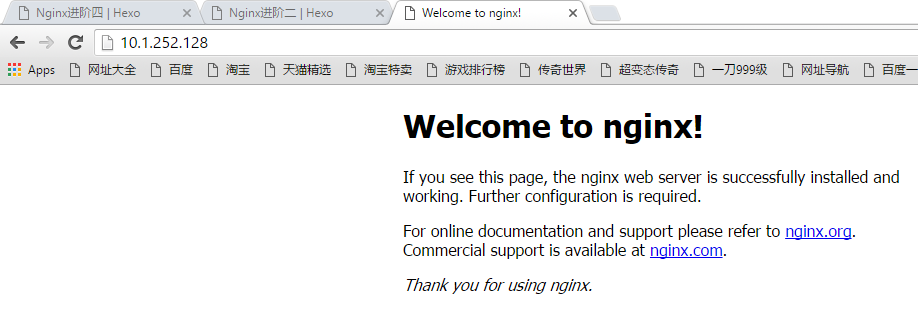 Nginx进阶四 | Hexo Nginx进阶二 | Hexo Welcome to nginx!
10.1.252.128
Apps 网址大全 百度 淘宝 天猫精选 淘宝特卖 游戏排行榜 传奇世界 超变态传奇 一刀999级 网址导航 百度一
Welcome to nginx!
If you see this page, the nginx web server is successfully installed and
working. Further configuration is required.
For online documentation and support please refer to nginx.org.
Commercial support is available at nginx.com.
Thank you for using nginx.